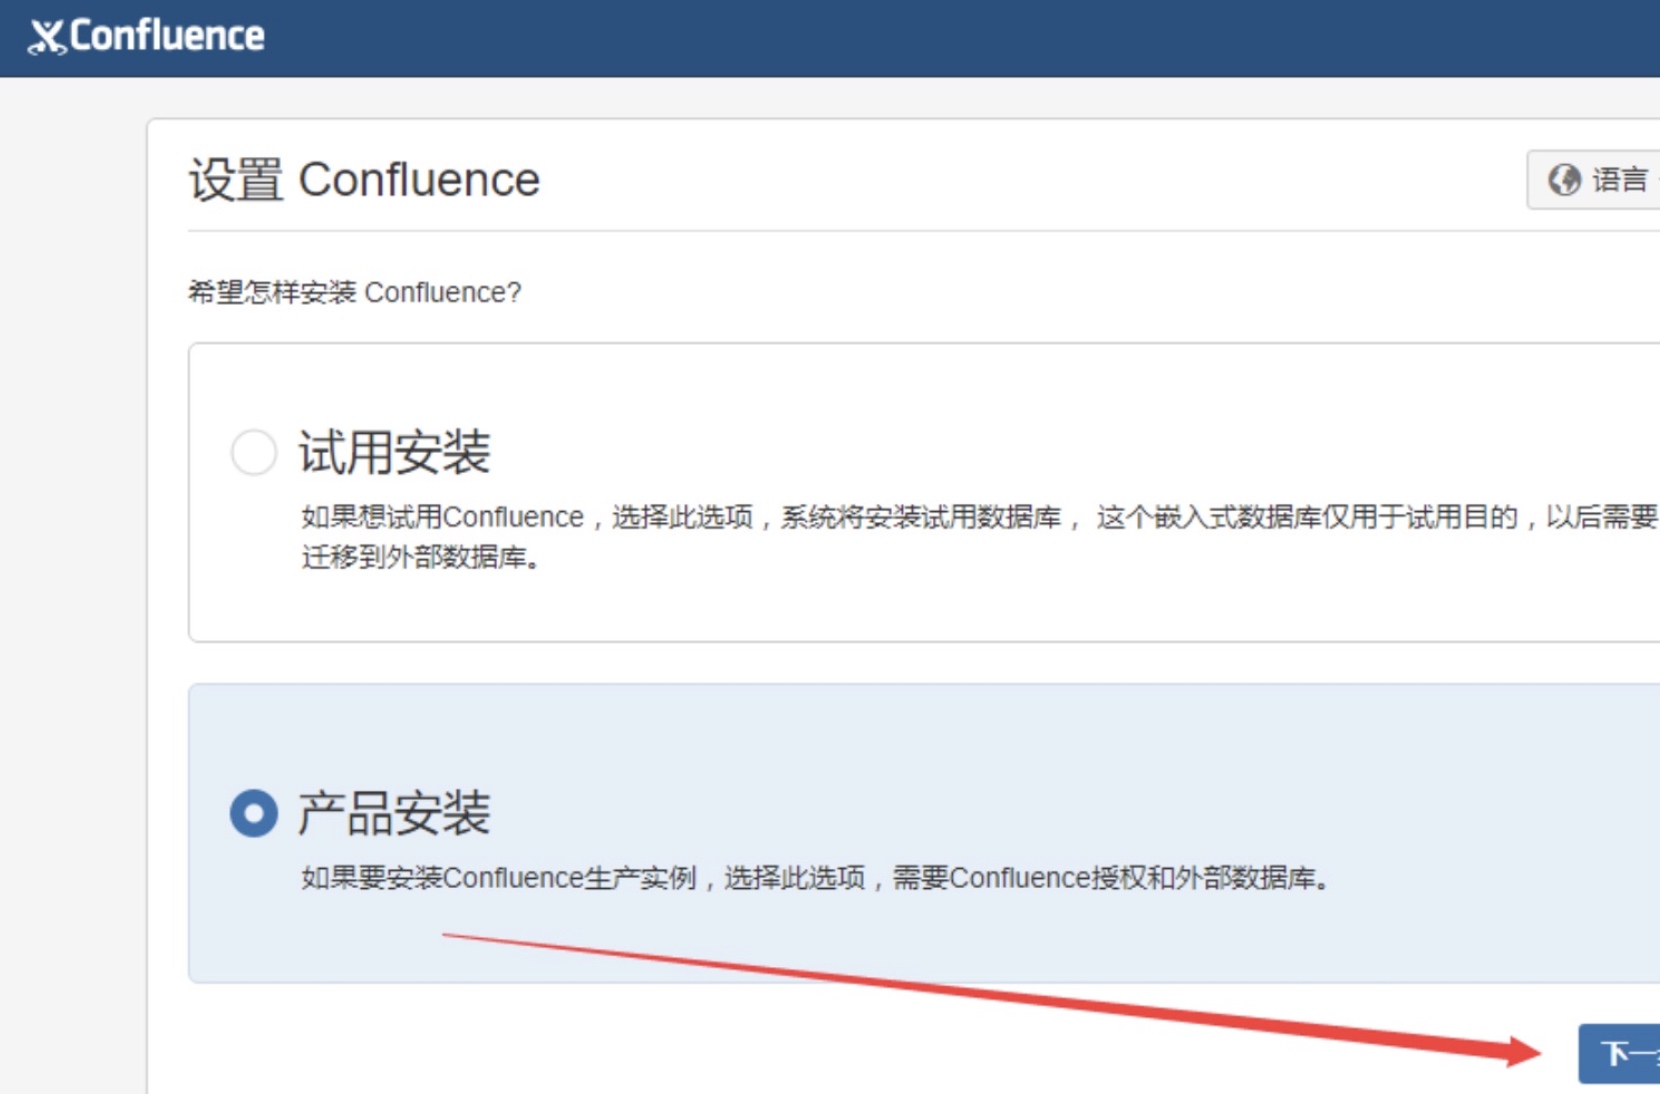 Confluence
设置 Confluence
语言
希望怎样安装 Confluence?
试用安装
如果想试用Confluence，选择此选项，系统将安装试用数据库， 这个嵌入式数据库仅用于试用目的，以后需要
迁移到外部数据库。
产品安装
如果要安装Confluence生产实例，选择此选项，需要Confluence授权和外部数据库。
下一